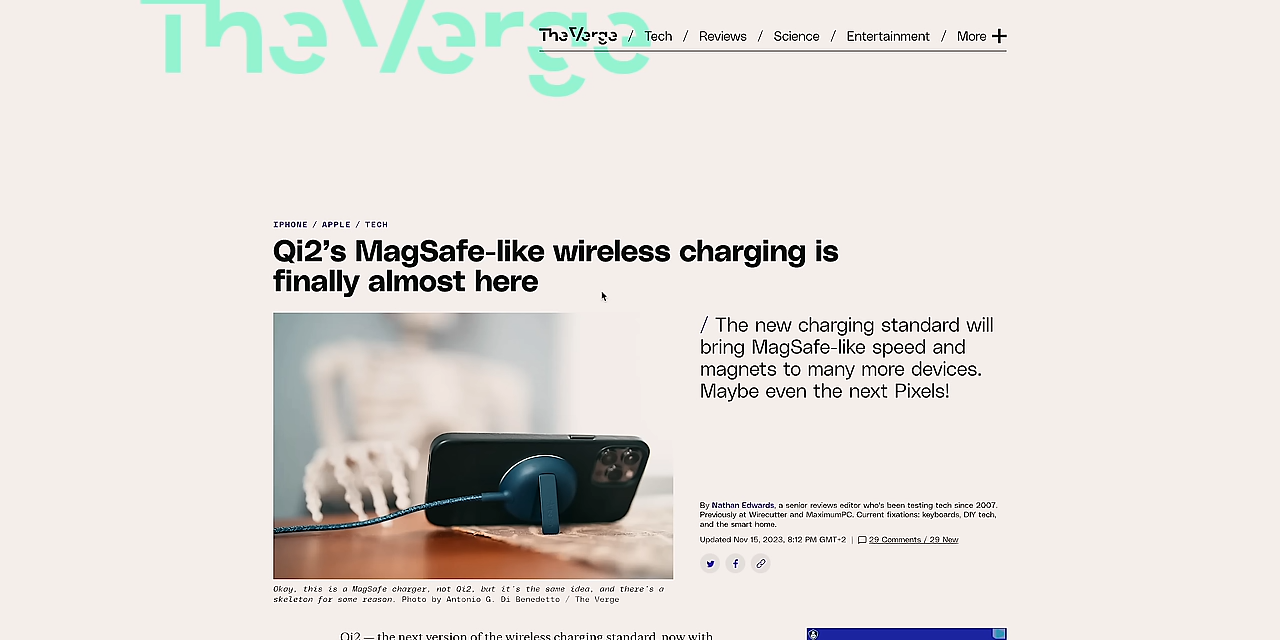 The Verge
The Verge / Tech / Reviews / Science / Entertainment / More +
IPHONE / APPLE / TECH
Qi2’s MagSafe-like wireless charging is
finally almost here
/ The new charging standard will
bring MagSafe-like speed and
magnets to many more devices.
Maybe even the next Pixels!
By Nathan Edwards, a senior reviews editor who's been testing tech since 2007.
Previously at Wirecutter and MaximumPC. Current fixations: keyboards, DIY tech,
and the smart home.
Updated Nov 15, 2023, 8:12 PM GMT+2 | 29 Comments / 29 New
Okay, this is a MagSafe charger, not Qi2, but it's the same idea, and there's a
skeleton for some reason. Photo by Antonio G. Di Benedetto / The Verge
Qi2 — the next version of the wireless charging standard, now with